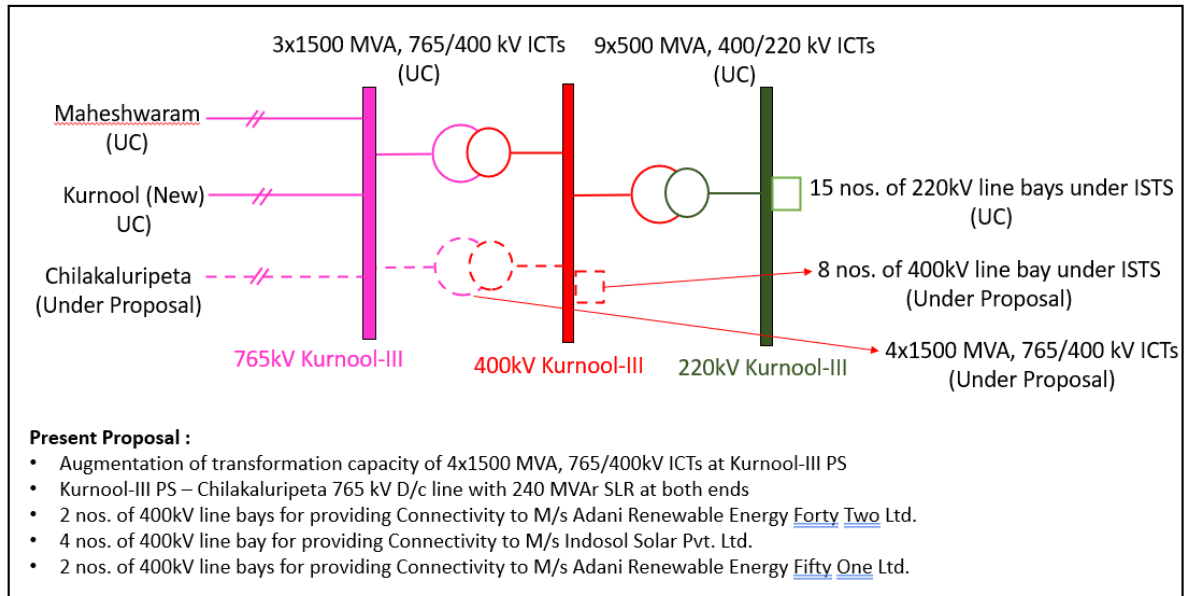 3x1500 MVA, 765/400 kV ICTs
(UC)
9x500 MVA, 400/220 kV ICTs
(UC)
Maheshwaram
(UC)
Kurnool (New)
UC)
Chilakaluripeta
(Under Proposal)
15 nos. of 220kV line bays under ISTS
(UC)
8 nos. of 400kV line bay under ISTS
(Under Proposal)
4x1500 MVA, 765/400 kV ICTs
(Under Proposal)
765kV Kurnool-III
400kV Kurnool-III
220kV Kurnool-III
Present Proposal :
• Augmentation of transformation capacity of 4x1500 MVA, 765/400kV ICTs at Kurnool-III PS
• Kurnool-III PS – Chilakaluripeta 765 kV D/c line with 240 MVAr SLR at both ends
• 2 nos. of 400kV line bays for providing Connectivity to M/s Adani Renewable Energy Forty Two Ltd.
• 4 nos. of 400kV line bay for providing Connectivity to M/s Indosol Solar Pvt. Ltd.
• 2 nos. of 400kV line bays for providing Connectivity to M/s Adani Renewable Energy Fifty One Ltd.